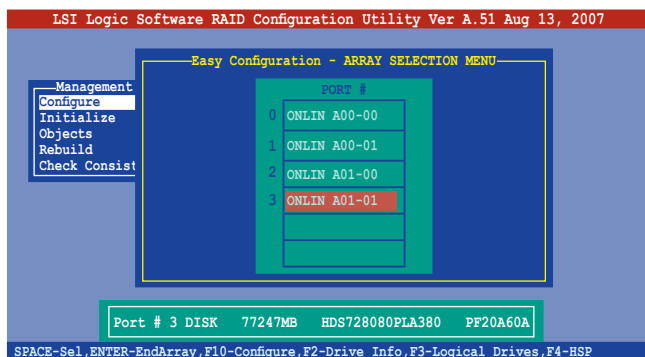 LSI Logic Software RAID Configuration Utility Ver A.51 Aug 13, 2007
Easy Configuration - ARRAY SELECTION MENU
Management
Configure
Initialize
Objects
Rebuild
Check Consist
PORT #
0 ONLIN A00-00
1 ONLIN A00-01
2 ONLIN A01-00
3 ONLIN A01-01
Port # 3 DISK 77247MB HDS728080PLA380 PF20A60A
SPACE-Sel,ENTER-EndArray,F10-Configure,F2-Drive Info,F3-Logical Drives,F4-HSP